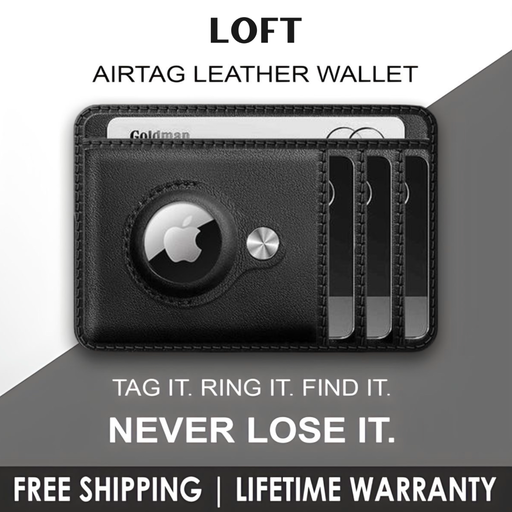 LOFT
AIRTAG LEATHER WALLET
Goldman
TAG IT. RING IT. FIND IT.
NEVER LOSE IT.
FREE SHIPPING | LIFETIME WARRANTY